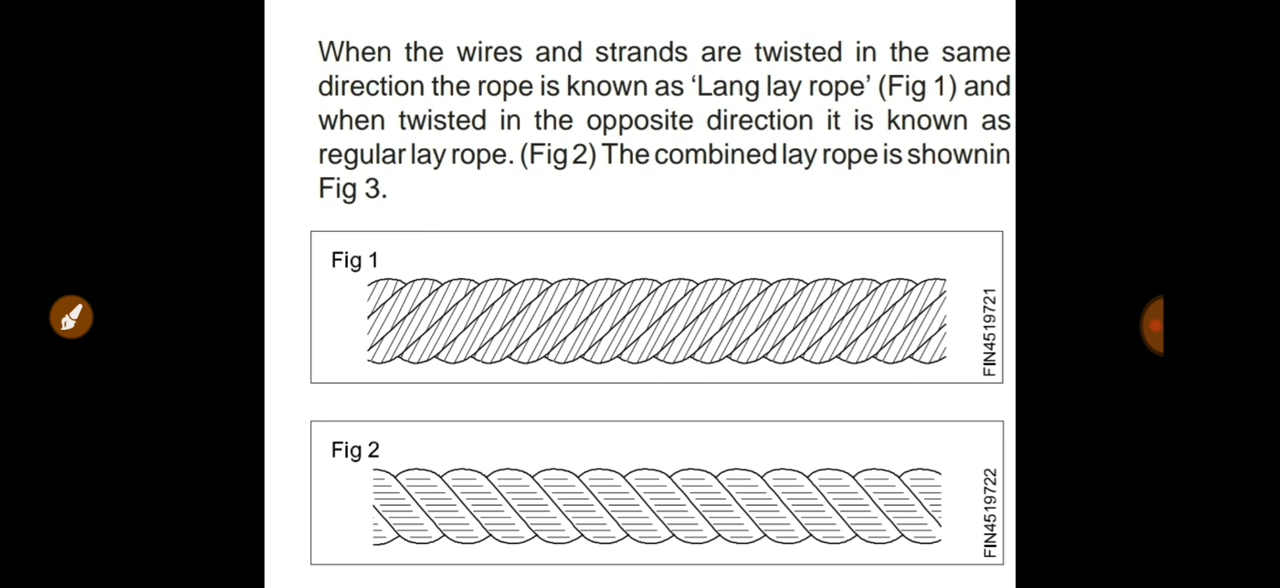 When the wires and strands are twisted in the same
direction the rope is known as ‘Lang lay rope’ (Fig 1) and
when twisted in the opposite direction it is known as
regular lay rope. (Fig 2) The combined lay rope is shownin
Fig 3.
Fig 1
FIN4519721
Fig 2
FIN4519722